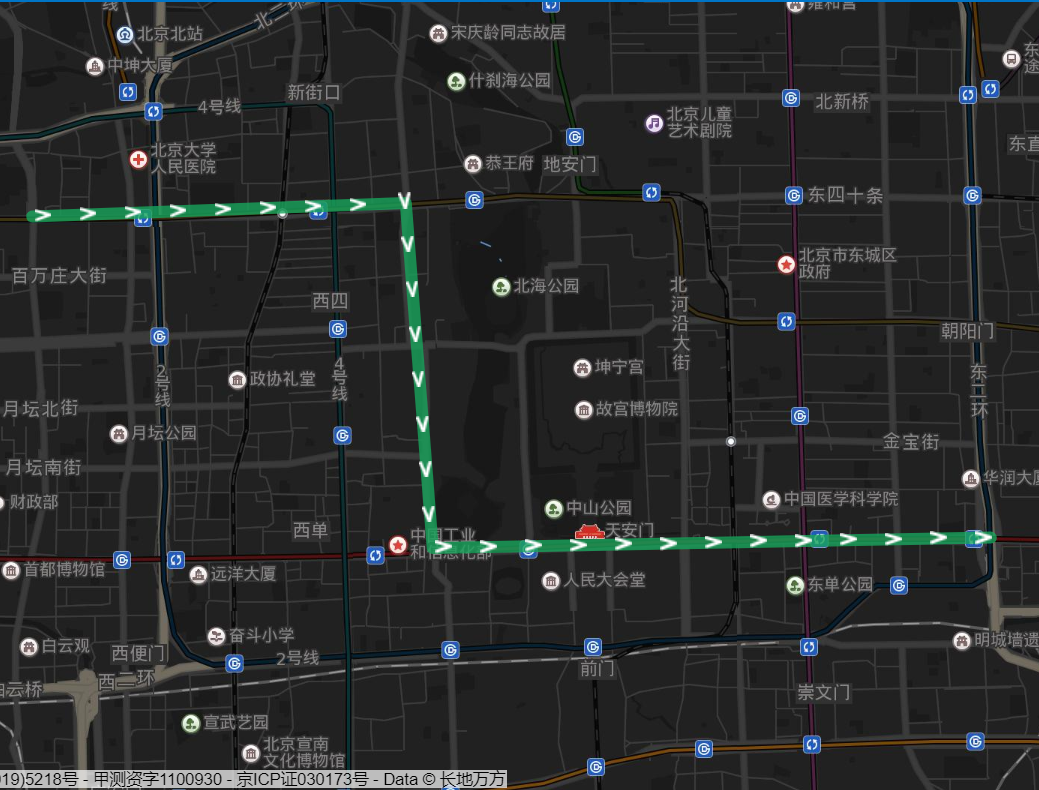 线
北二环
雍和宫
北京北站
宋庆龄同志故居
中坤大厦
什刹海公园
新街口
4号线
北新桥
北京儿童
艺术剧院
北京大学
人民医院
恭王府
地安门
东四十条
北京市东城区
政府
百万庄大街
北海公园
北河沿大街
西四
朝阳门
坤宁宫
2号线
4号线
政协礼堂
东二环
月坛北街
故宫博物院
月坛公园
金宝街
月坛南街
华润大厦
财政部
中国医学科学院
中山公园
西单
天安门
首都博物馆
远洋大厦
人民大会堂
东单公园
奋斗小学
白云观
西便门
2号线
前门
明城墙遗
西二环
白云桥
崇文门
宣武艺园
北京宣南
文化博物馆
19)5218号 - 甲测资字1100930 - 京ICP证030173号 - Data © 长地万方